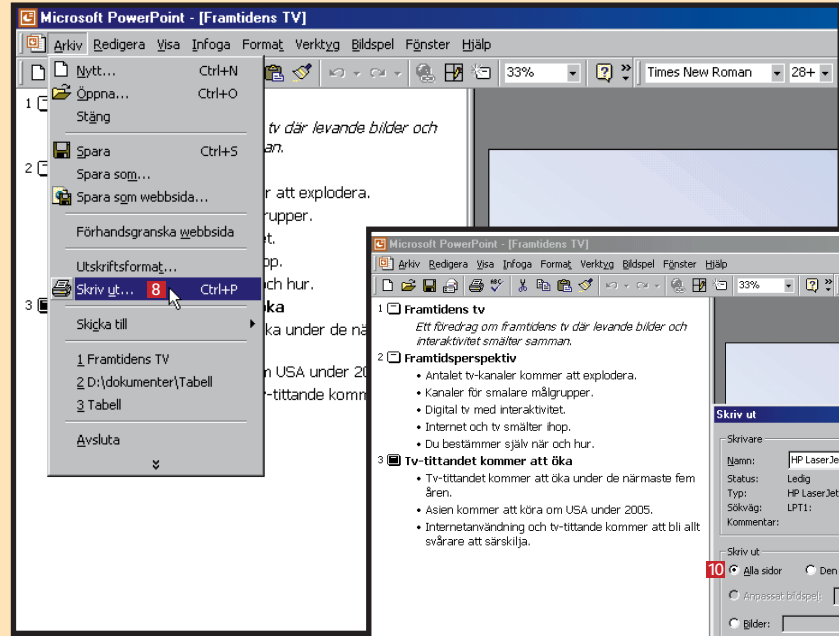 Microsoft PowerPoint - [Framtidens TV]
Arkiv Redigera Visa Infoga Format Verktyg Bildspel Fönster Hjälp
33% Times New Roman 28+
Nytt... Ctrl+N
Öppna... Ctrl+O
Stäng
Spara Ctrl+S
Spara som...
Spara som webbsida...
Förhandsgranska webbsida
Utskriftsformat...
Skriv ut... 8 Ctrl+P
Skicka till
1 Framtidens TV
2 D:\dokumenter\Tabell
3 Tabell
Avsluta
1
tv där levande bilder och
an.
2
r att explodera.
rupper.
et.
op.
ch hur.
3
ka
ka under de nä
m USA under 20
-tittande komm
Microsoft PowerPoint - [Framtidens TV]
Arkiv Redigera Visa Infoga Format Verktyg Bildspel Fönster Hjälp
33%
1 Framtidens tv
Ett föredrag om framtidens tv där levande bilder och
interaktivitet smälter samman.
2 Framtidsperspektiv
• Antalet tv-kanaler kommer att explodera.
• Kanaler för smalare målgrupper.
• Digital tv med interaktivitet.
• Internet och tv smälter ihop.
• Du bestämmer själv när och hur.
3 Tv-tittandet kommer att öka
• Tv-tittandet kommer att öka under de närmaste fem
åren.
• Asien kommer att köra om USA under 2005.
• Internetanvändning och tv-tittande kommer att bli allt
svårare att särskilja.
Skriv ut
Skrivare
Namn: HP LaserJe
Status: Ledig
Typ: HP LaserJet
Sökväg: LPT1:
Kommentar:
Skriv ut
10 Alla sidor Den
Anpassat bildspel:
Bilder: